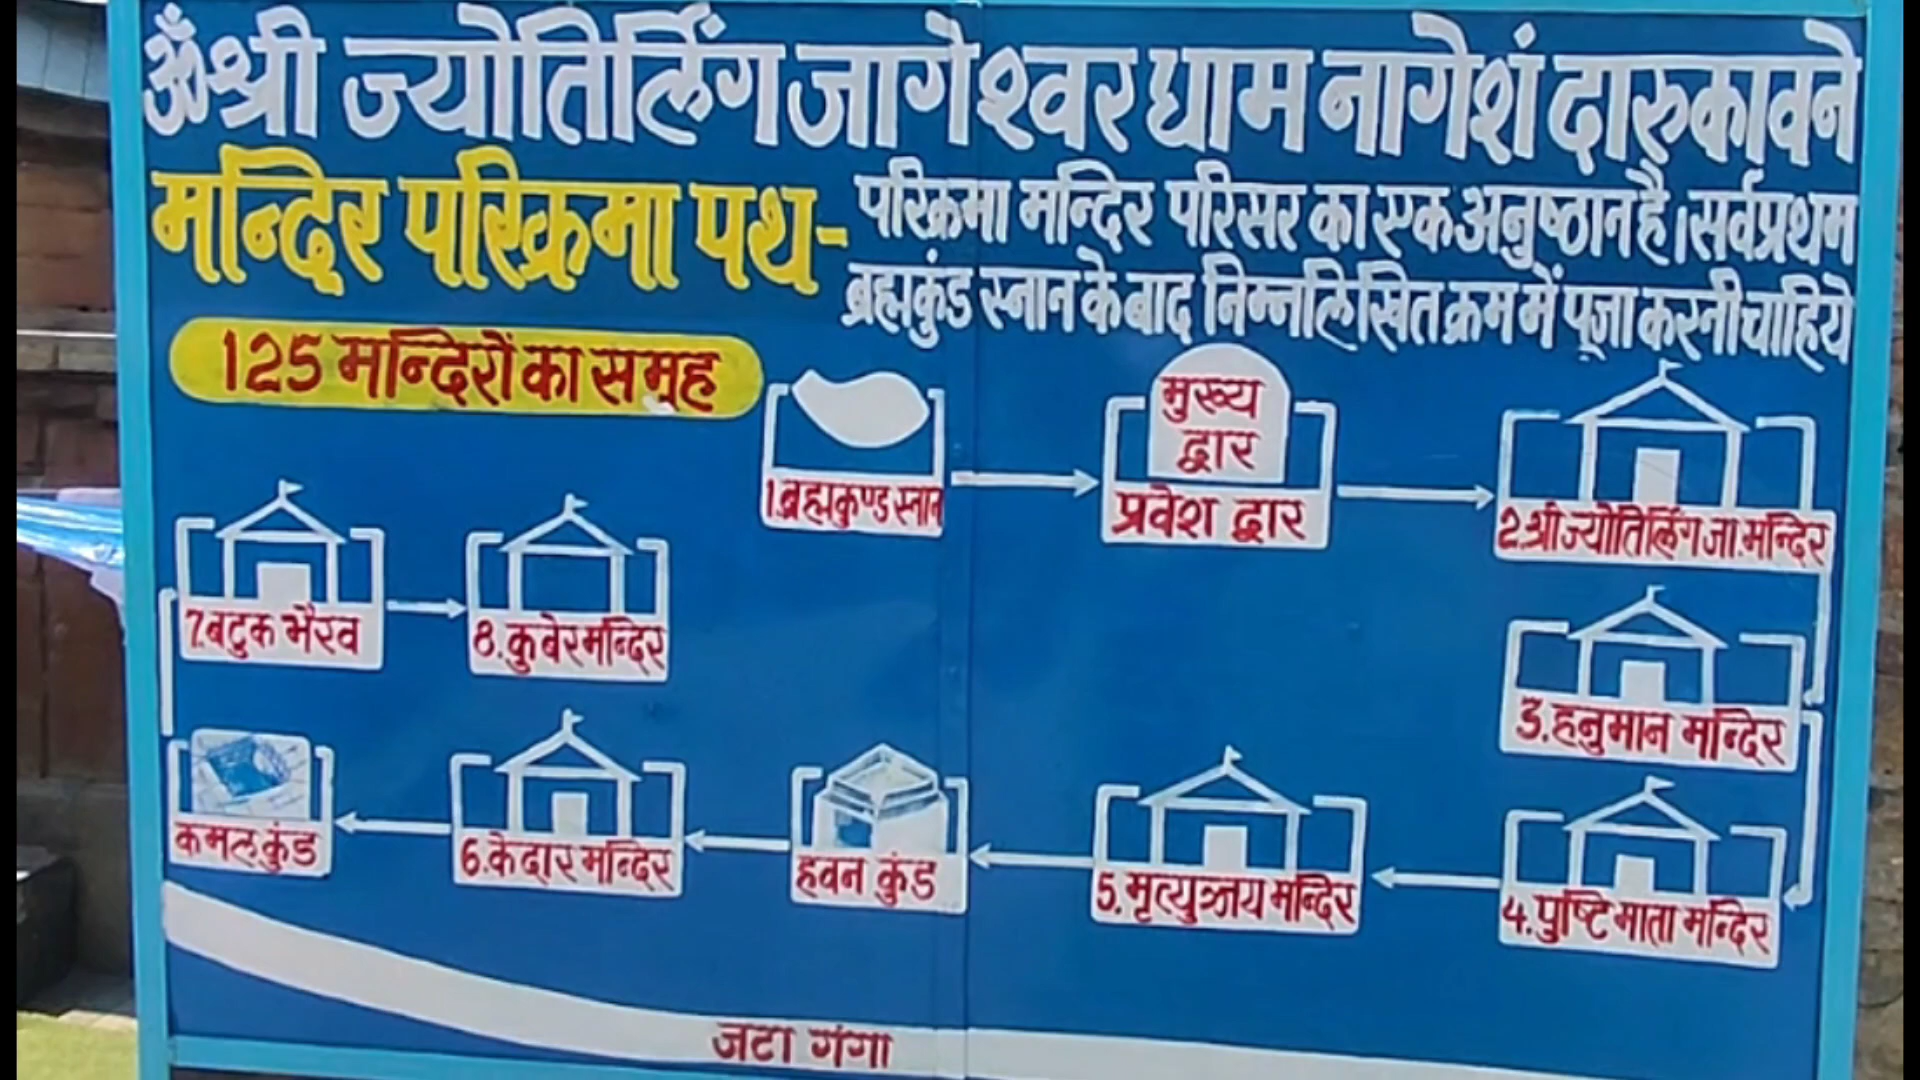 ॐ श्री ज्योतिर्लिंग जागेश्वर धाम नागेशं दारुकावने
मन्दिर परिक्रमा पथ-
परिक्रमा मन्दिर परिसर का एक अनुष्ठान है। सर्वप्रथम
ब्रह्मकुंड स्नान के बाद निम्नलिखित क्रम में पूजा करनी चाहिये
125 मन्दिरों का समूह
मुख्य
द्वार
1.ब्रह्मकुण्ड स्नान
प्रवेश द्वार
2.श्री ज्योतिर्लिंग जा.मन्दिर
7.बटुक भैरव
8.कुबेर मन्दिर
3.हनुमान मन्दिर
कमल कुंड
6.केदार मन्दिर
हवन कुंड
5.मृत्युञ्जय मन्दिर
4.पुष्टि माता मन्दिर
जटा गंगा